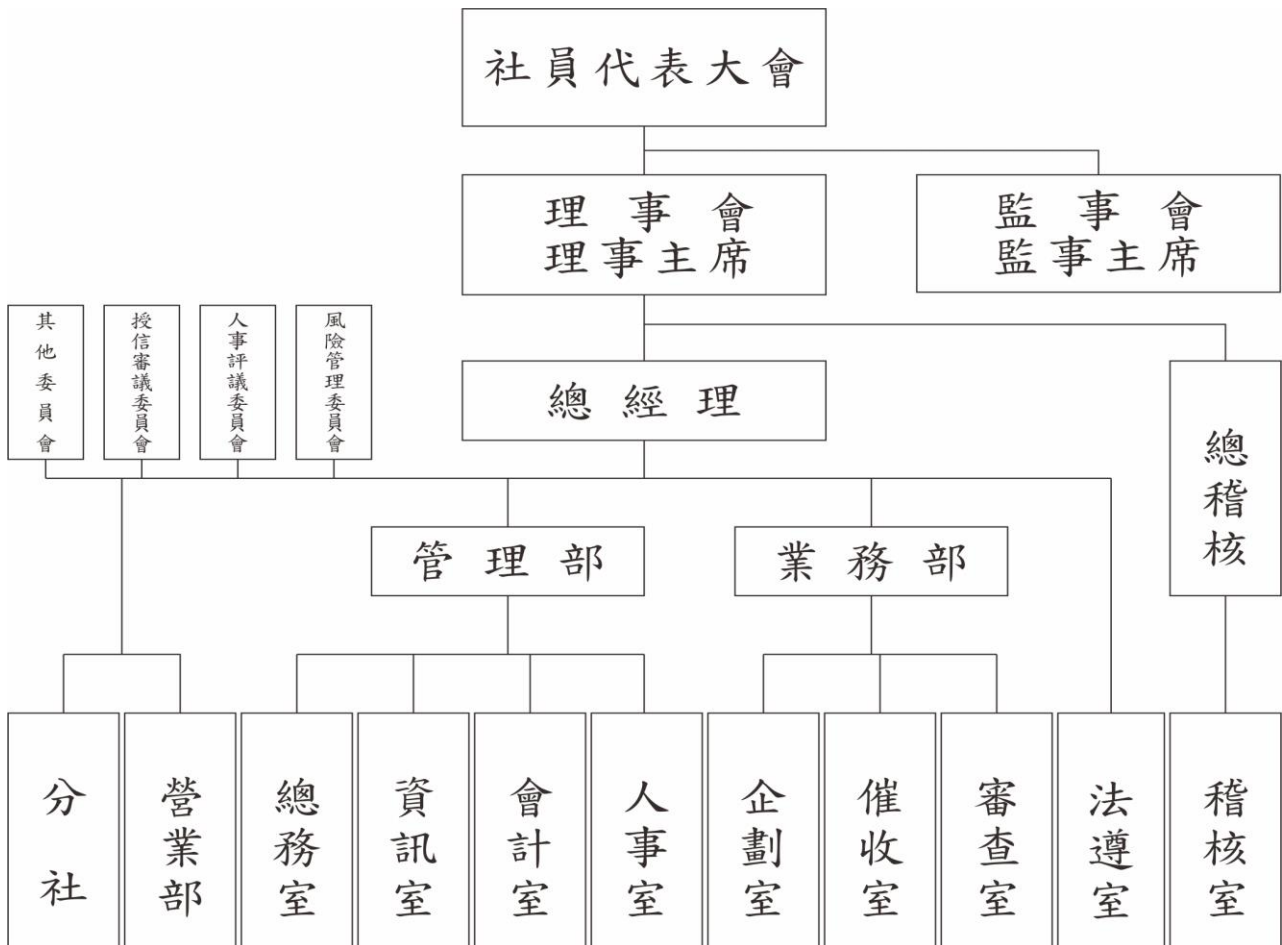 社員代表大會
理事會
理事主席
監事會
監事主席
其他委員會
授信審議委員會
人事評議委員會
風險管理委員會
總經理
總稽核
管理部
業務部
分社
營業部
總務室
資訊室
會計室
人事室
企劃室
催收室
審查室
法遵室
稽核室